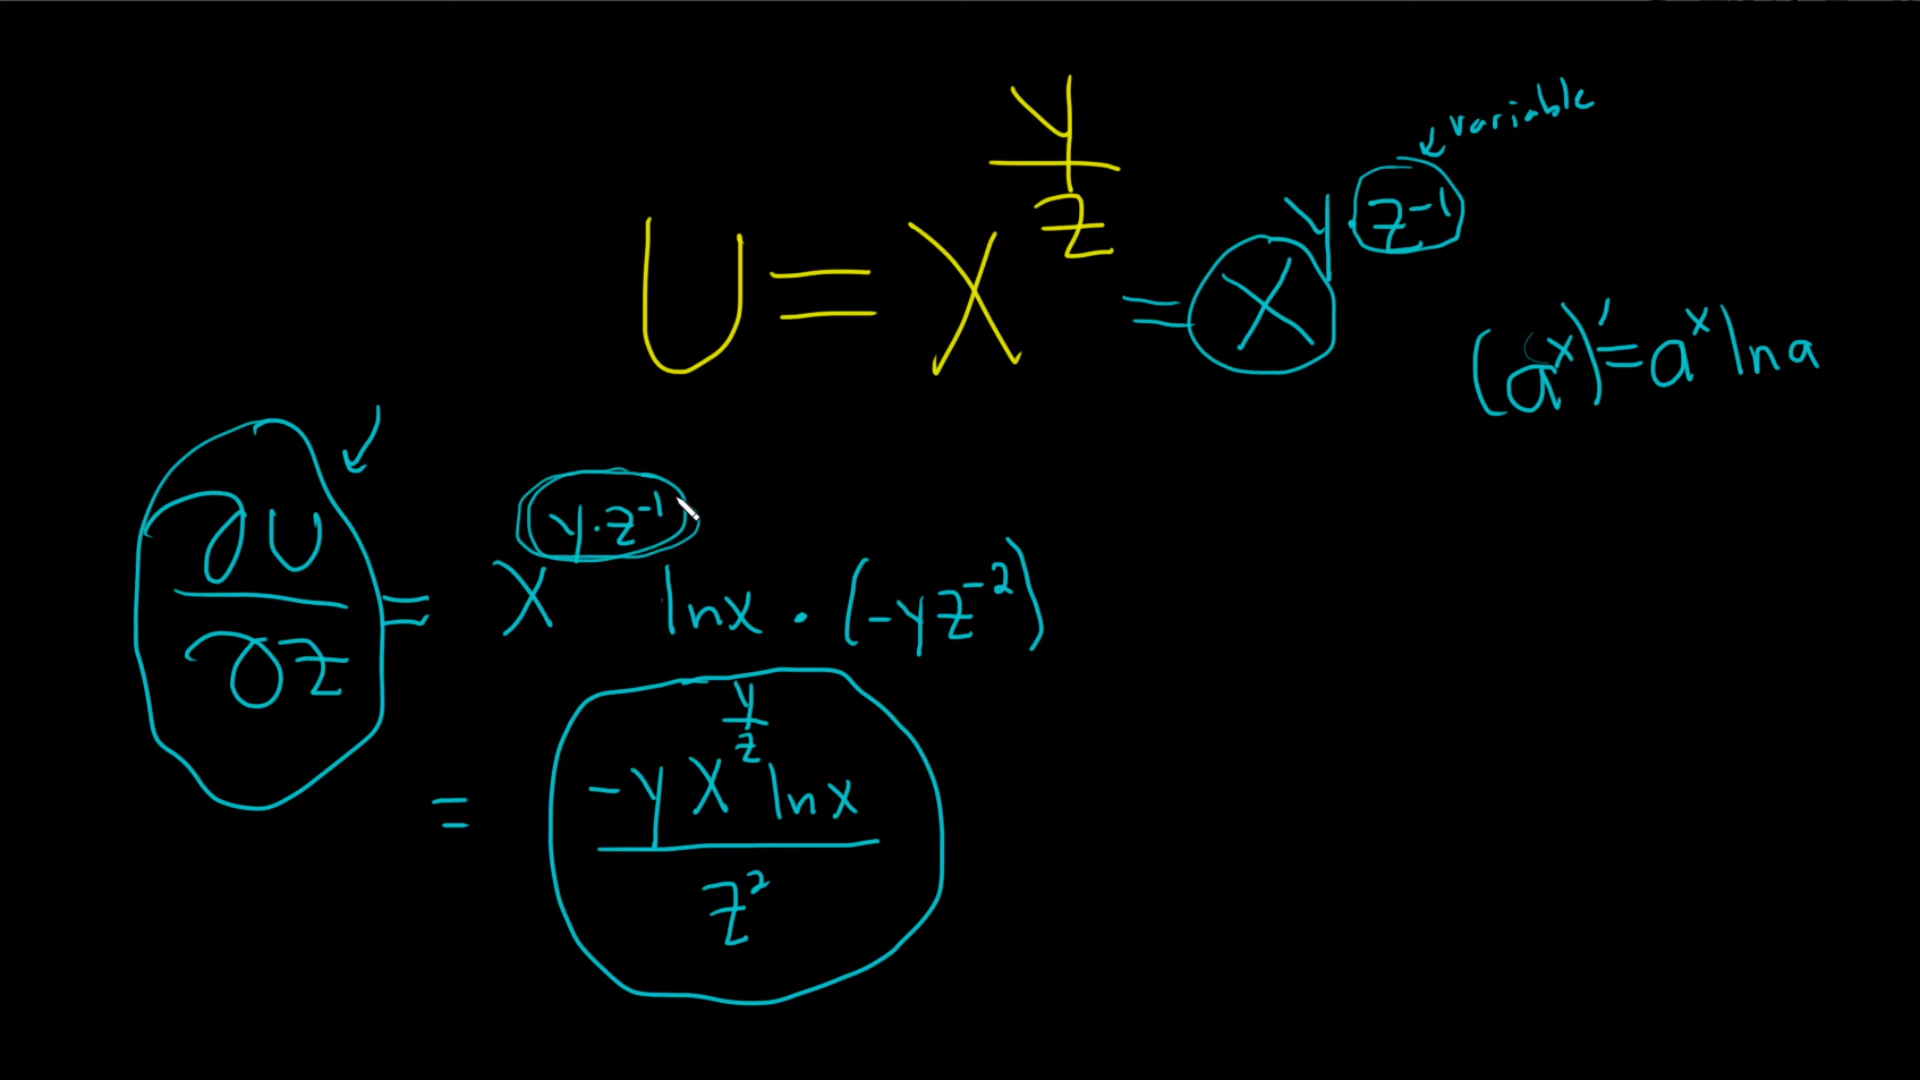 U = x^(y/z) = x^(y·z⁻¹)
variable
(aˣ)' = aˣ ln a
∂U/∂z = x^(y·z⁻¹) ln x · (-yz⁻²)
= (-y x^(y/z) ln x)/z²